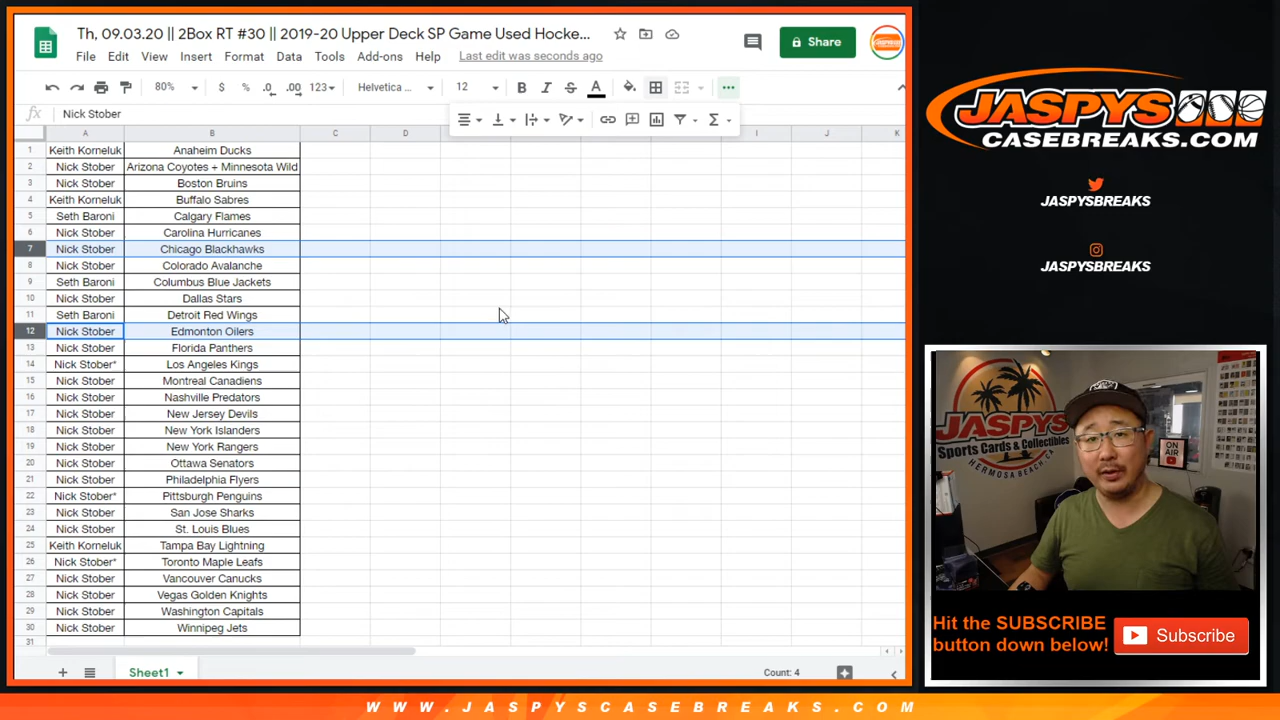 Th, 09.03.20 || 2Box RT #30 || 2019-20 Upper Deck SP Game Used Hocke...
Share
File Edit View Insert Format Data Tools Add-ons Help Last edit was seconds ago
80% $ % .0 .00 123 Helvetica ... 12 B I S A
fx Nick Stober
A B C D I J K
1 Keith Korneluk Anaheim Ducks
2 Nick Stober Arizona Coyotes + Minnesota Wild
3 Nick Stober Boston Bruins
4 Keith Korneluk Buffalo Sabres
5 Seth Baroni Calgary Flames
6 Nick Stober Carolina Hurricanes
7 Nick Stober Chicago Blackhawks
8 Nick Stober Colorado Avalanche
9 Seth Baroni Columbus Blue Jackets
10 Nick Stober Dallas Stars
11 Seth Baroni Detroit Red Wings
12 Nick Stober Edmonton Oilers
13 Nick Stober Florida Panthers
14 Nick Stober* Los Angeles Kings
15 Nick Stober Montreal Canadiens
16 Nick Stober Nashville Predators
17 Nick Stober New Jersey Devils
18 Nick Stober New York Islanders
19 Nick Stober New York Rangers
20 Nick Stober Ottawa Senators
21 Nick Stober Philadelphia Flyers
22 Nick Stober* Pittsburgh Penguins
23 Nick Stober San Jose Sharks
24 Nick Stober St. Louis Blues
25 Keith Korneluk Tampa Bay Lightning
26 Nick Stober* Toronto Maple Leafs
27 Nick Stober Vancouver Canucks
28 Nick Stober Vegas Golden Knights
29 Nick Stober Washington Capitals
30 Nick Stober Winnipeg Jets
31
Sheet1
Count: 4
JASPYS
CASEBREAKS.COM
JASPYSBREAKS
JASPYSBREAKS
JASPYS
Sports Cards & Collectibles
HERMOSA BEACH, CA
ON AIR
Hit the SUBSCRIBE
button down below!
Subscribe
WWW.JASPYSCASEBREAKS.COM